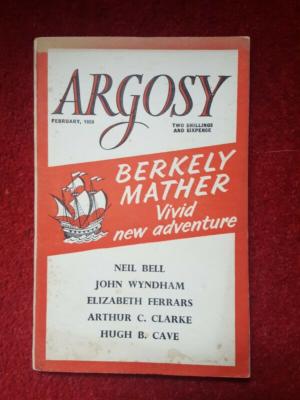 ARGOSY
FEBRUARY, 1959
TWO SHILLINGS
AND SIXPENCE
BERKELY
MATHER
Vivid
new adventure
NEIL BELL
JOHN WYNDHAM
ELIZABETH FERRARS
ARTHUR C. CLARKE
HUGH B. CAVE